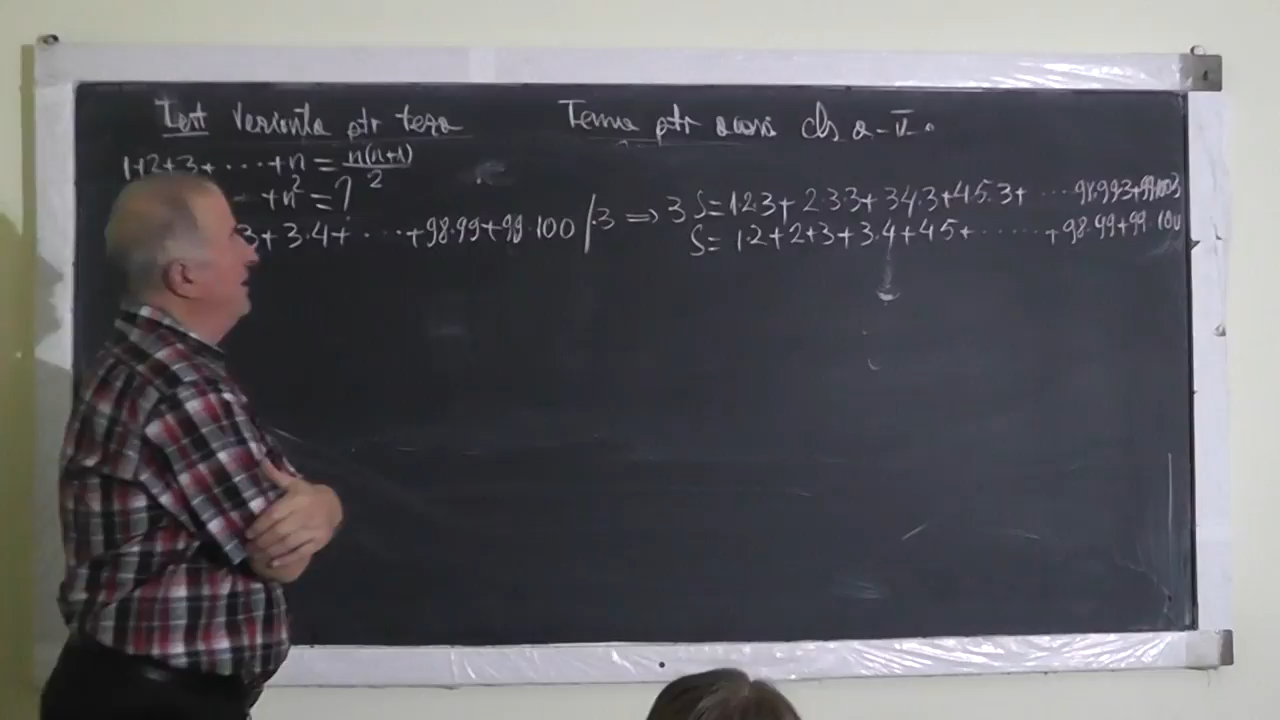 Test varianta ptr teza
1+2+3+ ··· +n = n(n+1)/2
+n²=?
3+3·4+ ··· +98·99+99·100 /·3 ⇒ 3S=1·2·3+2·3·3+3·4·3+4·5·3+ ··· 98·99·3+99·100·3
S= 1·2+2+3+3·4+4·5+ ······ +98·99+99·100
Tema ptr acasă cls a-V.